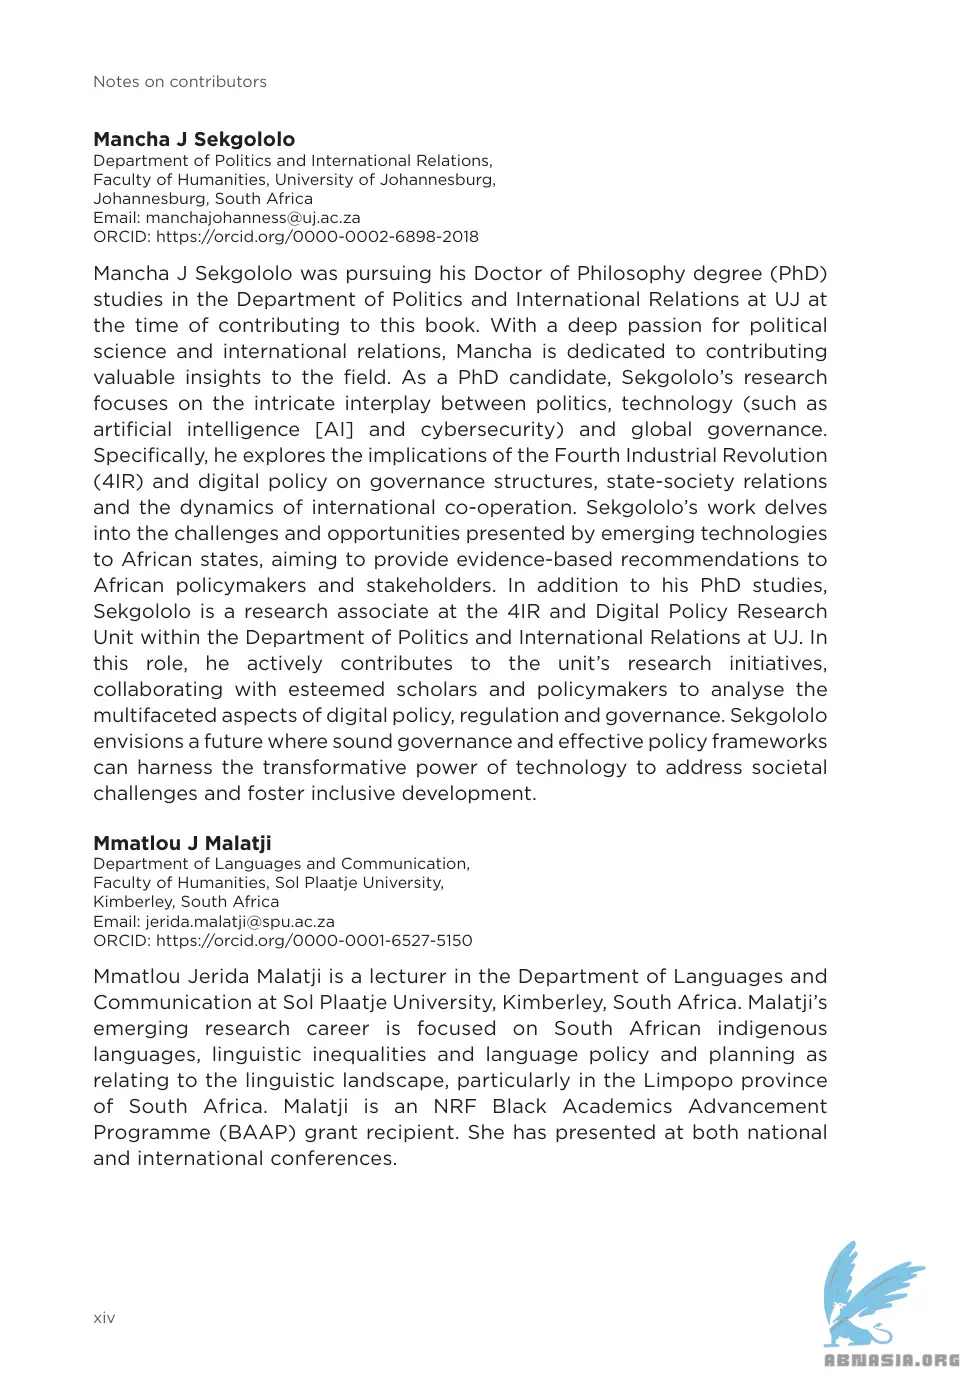 Notes on contributors
Mancha J Sekgololo
Department of Politics and International Relations,
Faculty of Humanities, University of Johannesburg,
Johannesburg, South Africa
Email: manchajohanness@uj.ac.za
ORCID: https://orcid.org/0000-0002-6898-2018
Mancha J Sekgololo was pursuing his Doctor of Philosophy degree (PhD)
studies in the Department of Politics and International Relations at UJ at
the time of contributing to this book. With a deep passion for political
science and international relations, Mancha is dedicated to contributing
valuable insights to the field. As a PhD candidate, Sekgololo’s research
focuses on the intricate interplay between politics, technology (such as
artificial intelligence [AI] and cybersecurity) and global governance.
Specifically, he explores the implications of the Fourth Industrial Revolution
(4IR) and digital policy on governance structures, state-society relations
and the dynamics of international co-operation. Sekgololo’s work delves
into the challenges and opportunities presented by emerging technologies
to African states, aiming to provide evidence-based recommendations to
African policymakers and stakeholders. In addition to his PhD studies,
Sekgololo is a research associate at the 4IR and Digital Policy Research
Unit within the Department of Politics and International Relations at UJ. In
this role, he actively contributes to the unit’s research initiatives,
collaborating with esteemed scholars and policymakers to analyse the
multifaceted aspects of digital policy, regulation and governance. Sekgololo
envisions a future where sound governance and effective policy frameworks
can harness the transformative power of technology to address societal
challenges and foster inclusive development.
Mmatlou J Malatji
Department of Languages and Communication,
Faculty of Humanities, Sol Plaatje University,
Kimberley, South Africa
Email: jerida.malatji@spu.ac.za
ORCID: https://orcid.org/0000-0001-6527-5150
Mmatlou Jerida Malatji is a lecturer in the Department of Languages and
Communication at Sol Plaatje University, Kimberley, South Africa. Malatji’s
emerging research career is focused on South African indigenous
languages, linguistic inequalities and language policy and planning as
relating to the linguistic landscape, particularly in the Limpopo province
of South Africa. Malatji is an NRF Black Academics Advancement
Programme (BAAP) grant recipient. She has presented at both national
and international conferences.
xiv
ABNASIA.ORG